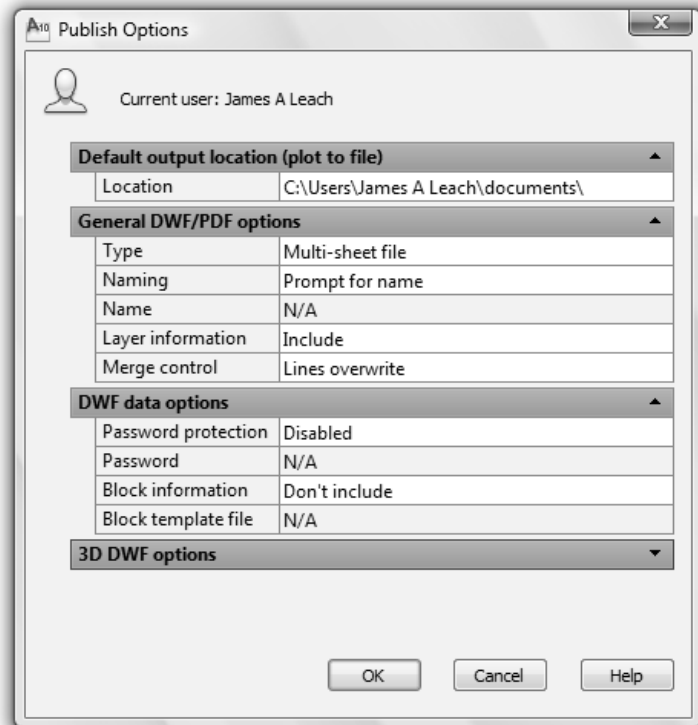 A10 Publish Options
Current user: James A Leach
Default output location (plot to file)
Location C:\Users\James A Leach\documents\
General DWF/PDF options
Type Multi-sheet file
Naming Prompt for name
Name N/A
Layer information Include
Merge control Lines overwrite
DWF data options
Password protection Disabled
Password N/A
Block information Don't include
Block template file N/A
3D DWF options
OK Cancel Help